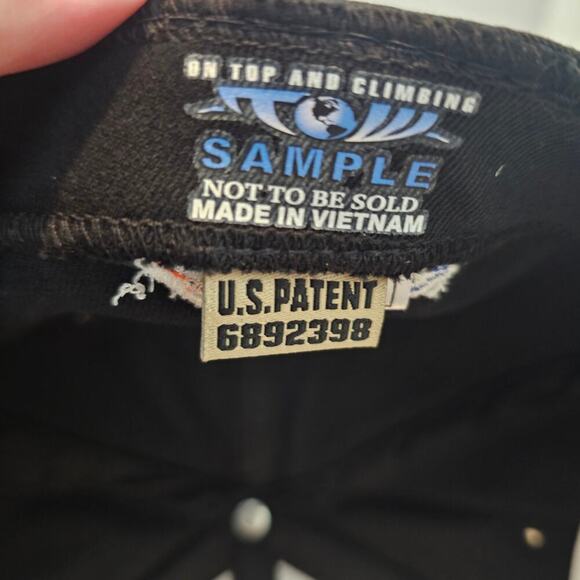 ON TOP AND CLIMBING
TOW
SAMPLE
NOT TO BE SOLD
MADE IN VIETNAM
U.S.PATENT
6892398